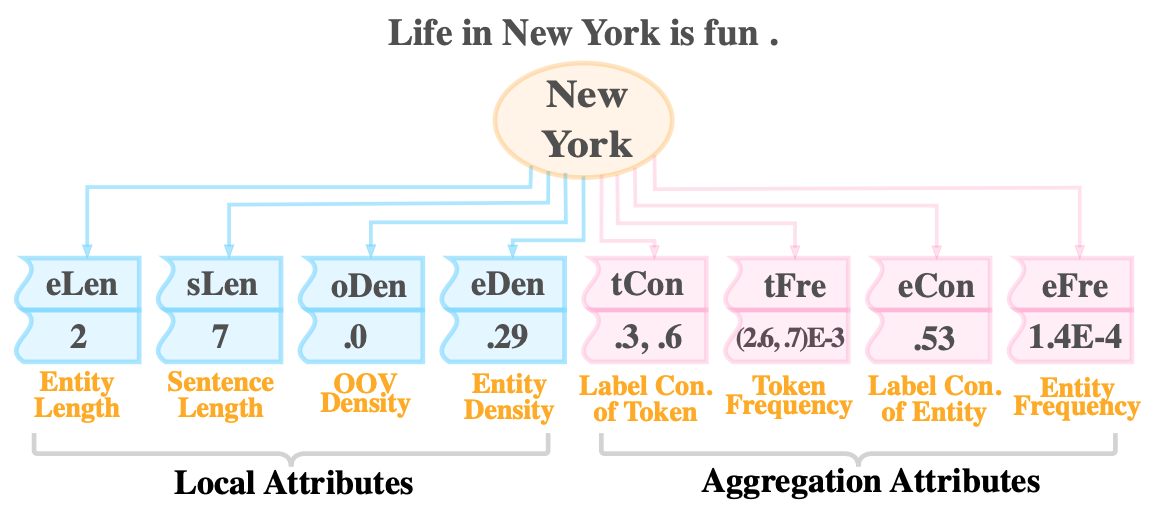 Life in New York is fun .
New
York
eLen
sLen
oDen
eDen
tCon
tFre
eCon
eFre
2
7
.0
.29
.3, .6
(2.6, .7)E-3
.53
1.4E-4
Entity
Length
Sentence
Length
OOV
Density
Entity
Density
Label Con.
of Token
Token
Frequency
Label Con.
of Entity
Entity
Frequency
Local Attributes
Aggregation Attributes